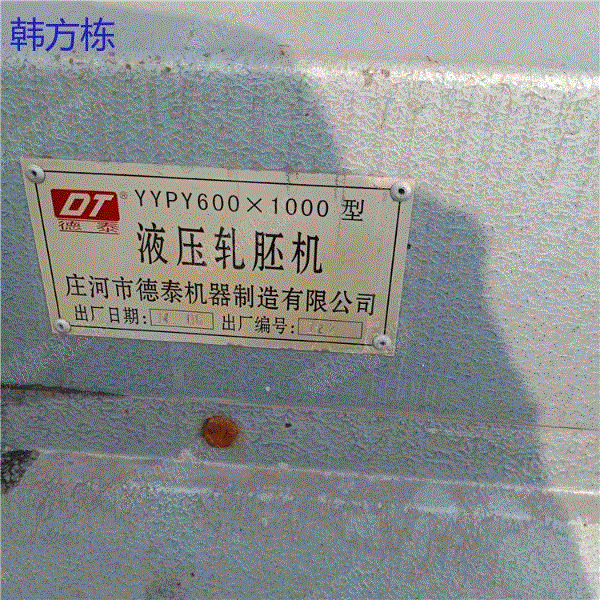 韩方栋
DT® YYPY600×1000 型
德泰
液压轧胚机
庄河市德泰机器制造有限公司
出厂日期: 出厂编号: